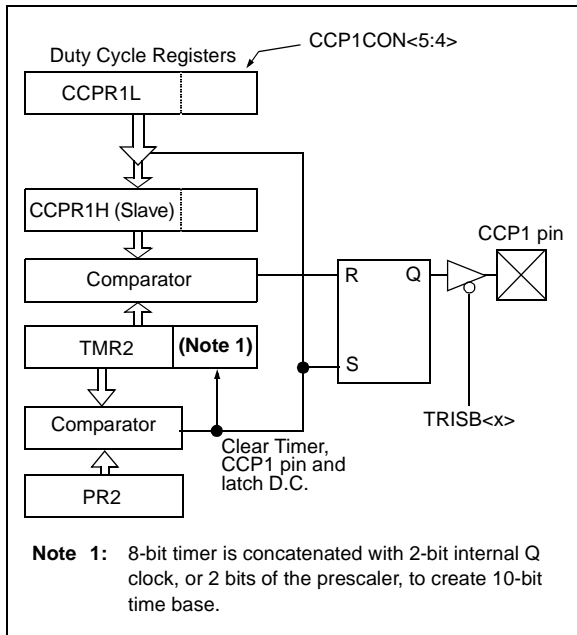 Duty Cycle Registers
CCP1CON<5:4>
CCPR1L
CCPR1H (Slave)
CCP1 pin
Comparator
R
Q
TMR2
(Note 1)
S
Comparator
TRISB<x>
Clear Timer,
CCP1 pin and
latch D.C.
PR2
Note 1: 8-bit timer is concatenated with 2-bit internal Q
clock, or 2 bits of the prescaler, to create 10-bit
time base.